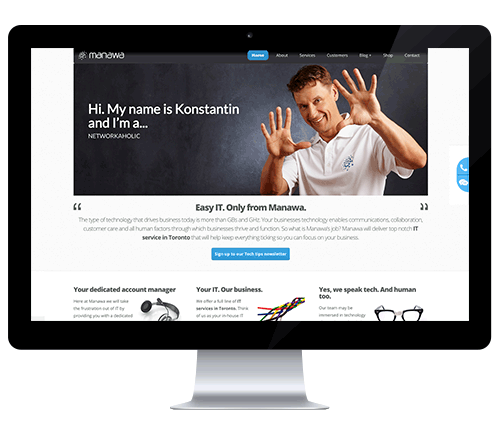 manawa
Home About Services Customers Blog Shop Contact
Hi. My name is Konstantin
and I'm a...
NETWORKAHOLIC
“ Easy IT. Only from Manawa. ”
The type of technology that drives business today is more than GBs and GHz. Your businesses technology enables communications, collaboration,
customer care and all human factors through which businesses thrive and function. So what is Manawa's job? Manawa will deliver top notch IT
service in Toronto that will help keep everything ticking so you can focus on your business.
Sign up to our Tech tips newsletter
Your dedicated account manager
Here at Manawa we will take
the frustration out of IT by
providing you with a dedicated
Your IT. Our business.
We offer a full line of IT
services in Toronto. Think
of us as your in house IT
Yes, we speak tech. And human
too.
Our team may be
immersed in technology